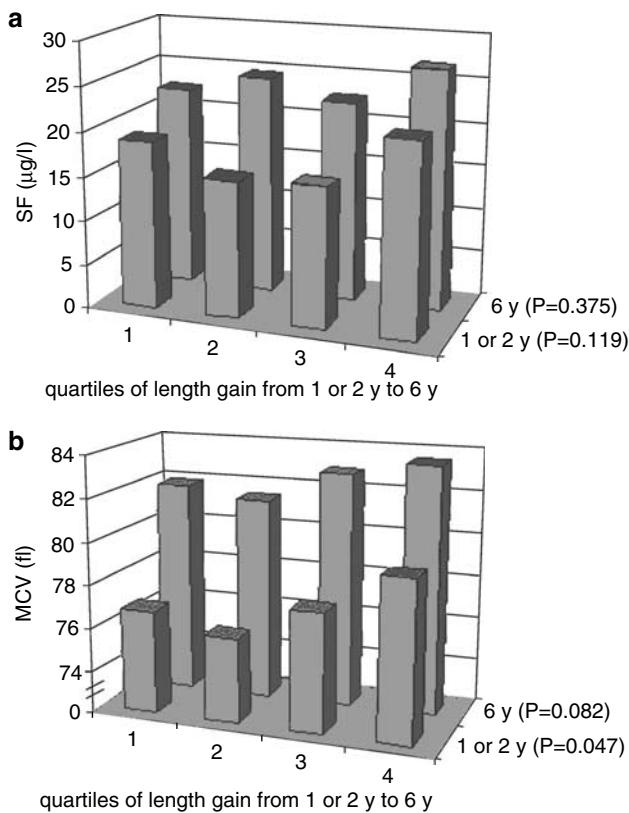 a
30
25
20
15
10
5
0
SF (µg/l)
1
2
3
4
6 y (P=0.375)
1 or 2 y (P=0.119)
quartiles of length gain from 1 or 2 y to 6 y
b
84
82
80
78
76
74
0
MCV (fl)
1
2
3
4
6 y (P=0.082)
1 or 2 y (P=0.047)
quartiles of length gain from 1 or 2 y to 6 y